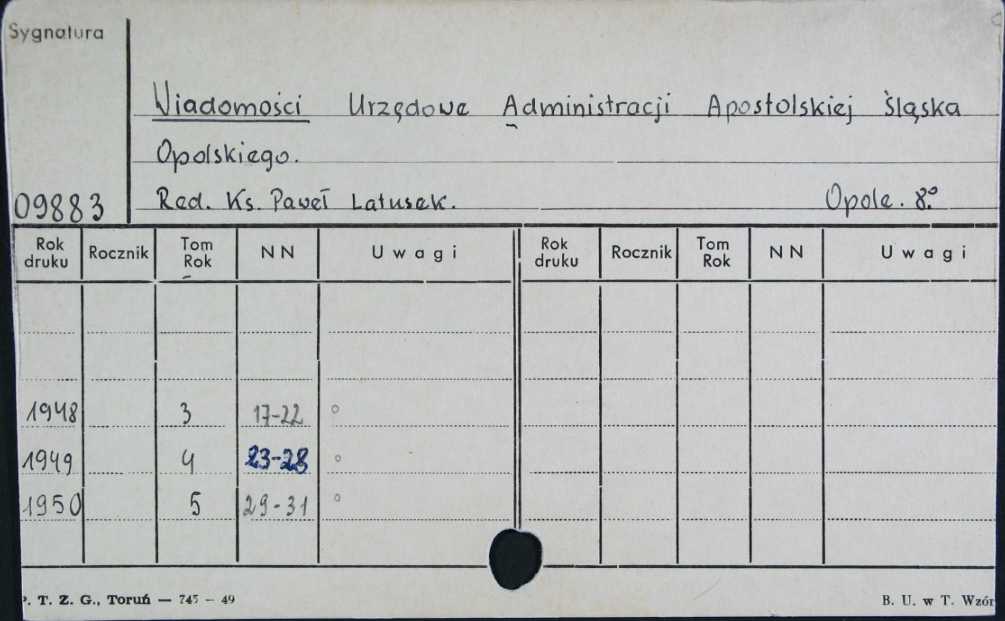 Sygnatura
Wiadomości Urzędowe Administracji Apostolskiej Śląska
Opolskiego.
09883 Red. Ks. Paweł Latusek. Opole. 8°
Rok druku Rocznik Tom Rok NN Uwagi Rok druku Rocznik Tom Rok NN Uwagi
1948 3 17-22 °
1949 4 23-28 °
1950 5 29-31 °
P. T. Z. G., Toruń — 745 — 49 B. U. w T. Wzór